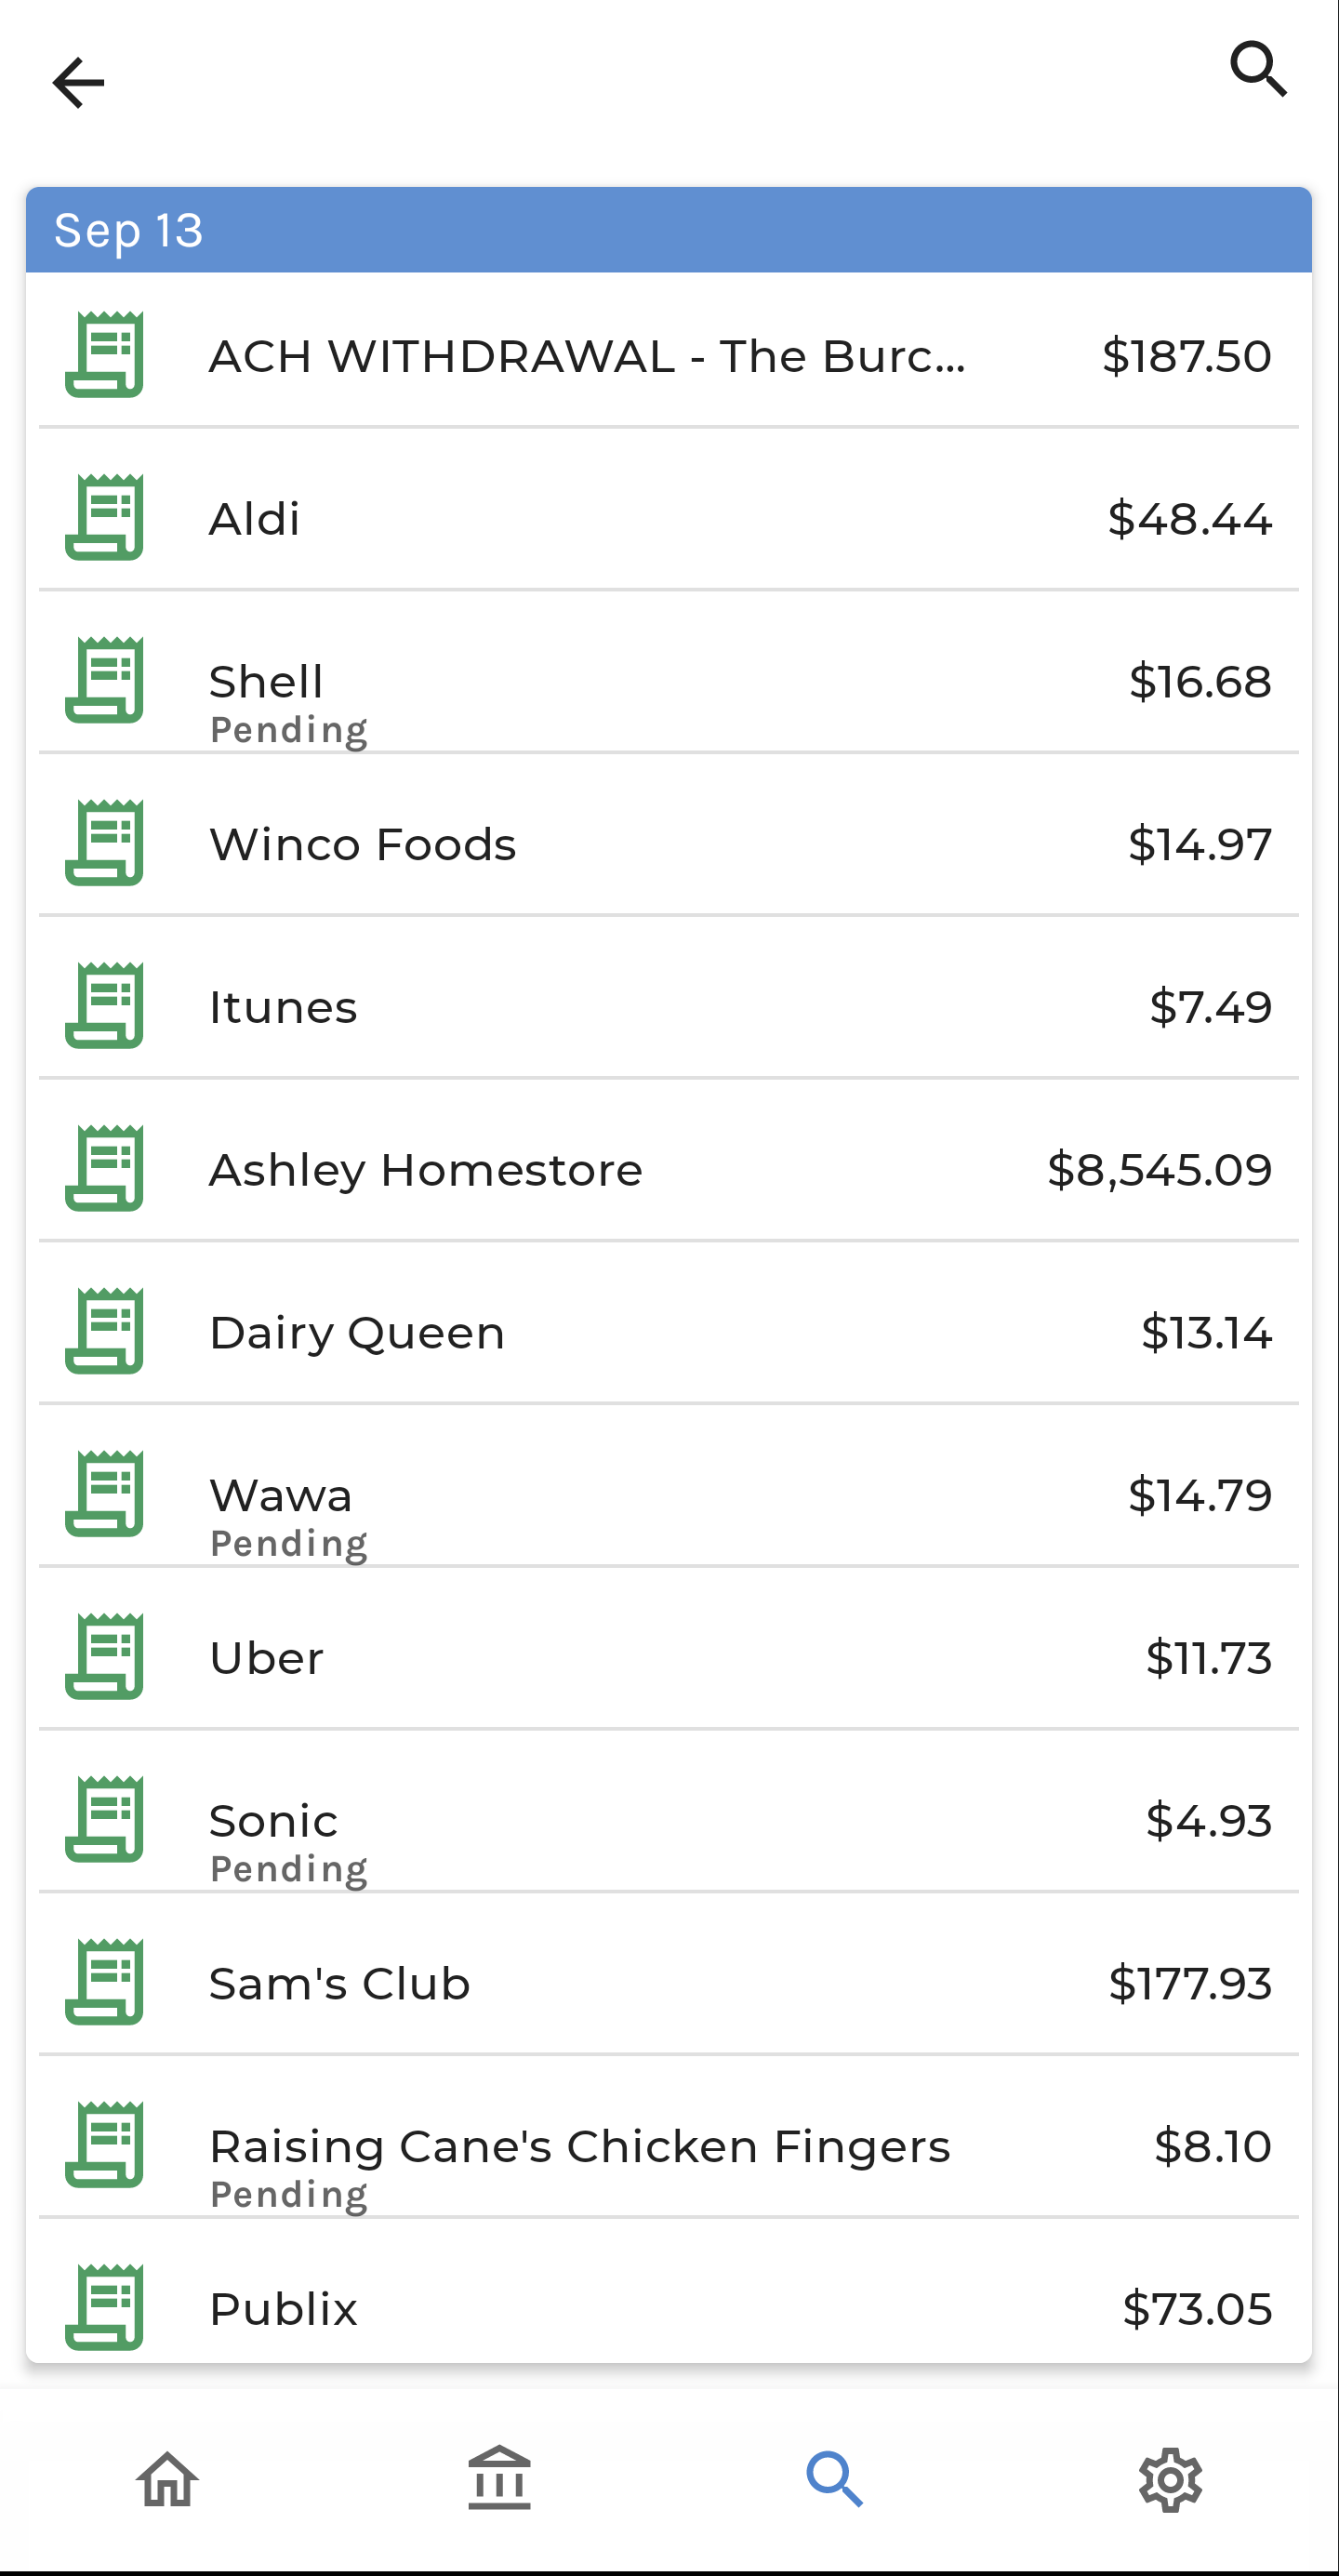 Sep 13
ACH WITHDRAWAL - The Burc... $187.50
Aldi $48.44
Shell $16.68
Pending
Winco Foods $14.97
Itunes $7.49
Ashley Homestore $8,545.09
Dairy Queen $13.14
Wawa $14.79
Pending
Uber $11.73
Sonic $4.93
Pending
Sam's Club $177.93
Raising Cane's Chicken Fingers $8.10
Pending
Publix $73.05